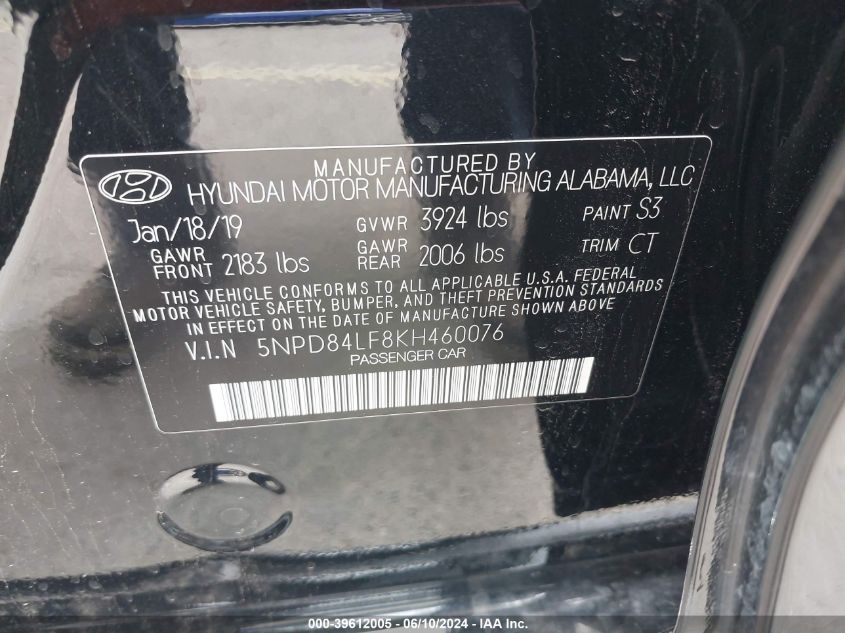 MANUFACTURED BY
HYUNDAI MOTOR MANUFACTURING ALABAMA, LLC
Jan/18/19 GVWR 3924 lbs PAINT S3
GAWR FRONT 2183 lbs GAWR REAR 2006 lbs TRIM CT
THIS VEHICLE CONFORMS TO ALL APPLICABLE U.S.A. FEDERAL
MOTOR VEHICLE SAFETY, BUMPER, AND THEFT PREVENTION STANDARDS
IN EFFECT ON THE DATE OF MANUFACTURE SHOWN ABOVE
V.I.N 5NPD84LF8KH460076
PASSENGER CAR
000-39612005 - 06/10/2024 - IAA Inc.